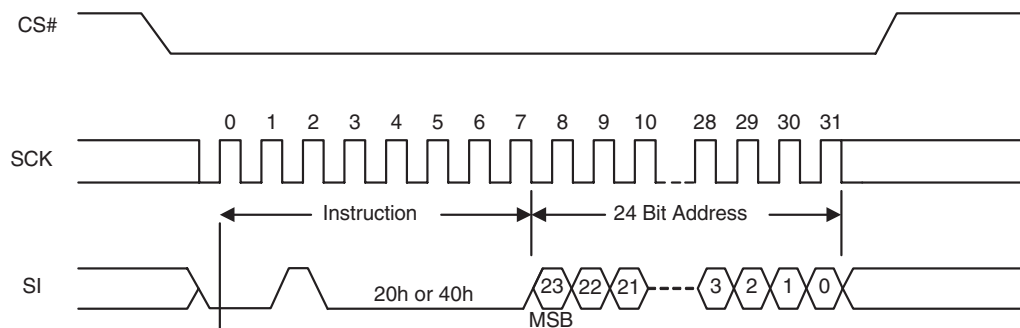 CS#
0 1 2 3 4 5 6 7 8 9 10 28 29 30 31
SCK
Instruction 24 Bit Address
SI 20h or 40h 23 22 21 3 2 1 0
MSB